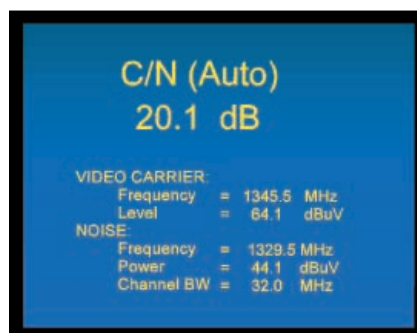 C/N (Auto)
20.1 dB
VIDEO CARRIER:
Frequency = 1345.5 MHz
Level = 64.1 dBuV
NOISE:
Frequency = 1329.5 MHz
Power = 44.1 dBuV
Channel BW = 32.0 MHz